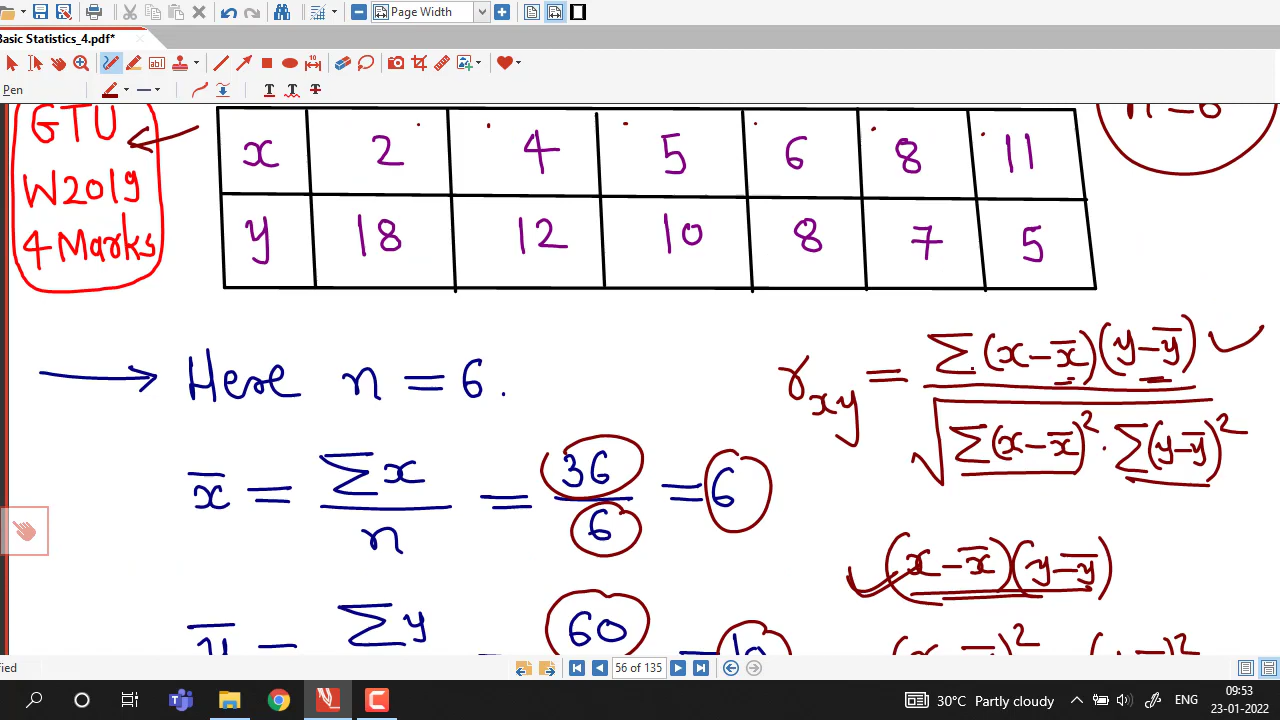 Page Width
Basic Statistics_4.pdf*
Pen
GTU
W2019
4 Marks
x 2 4 5 6 8 11
y 18 12 10 8 7 5
Here n = 6.
r_xy = ∑(x-x̄)(y-ȳ) / √(∑(x-x̄)² · ∑(y-ȳ)²)
x̄ = ∑x / n = 36 / 6 = 6
(x-x̄)(y-ȳ)
∑y 60
56 of 135
30°C Partly cloudy
ENG
09:53
23-01-2022